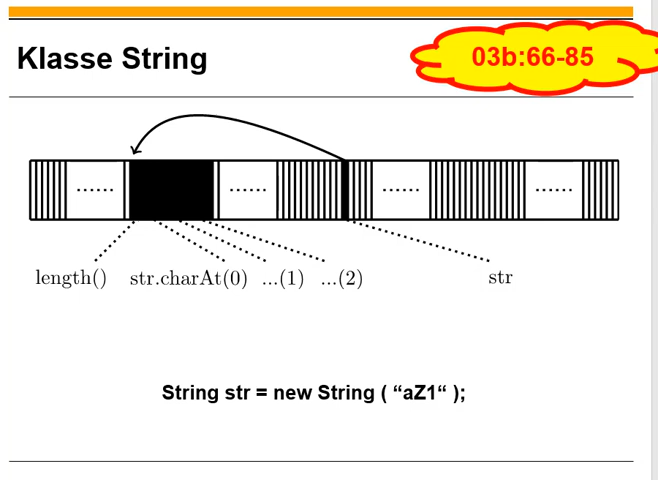 Klasse String
03b:66-85
...... ...... ...... ......
length() str.charAt(0) ...(1) ...(2) str
String str = new String ( “aZ1“ );